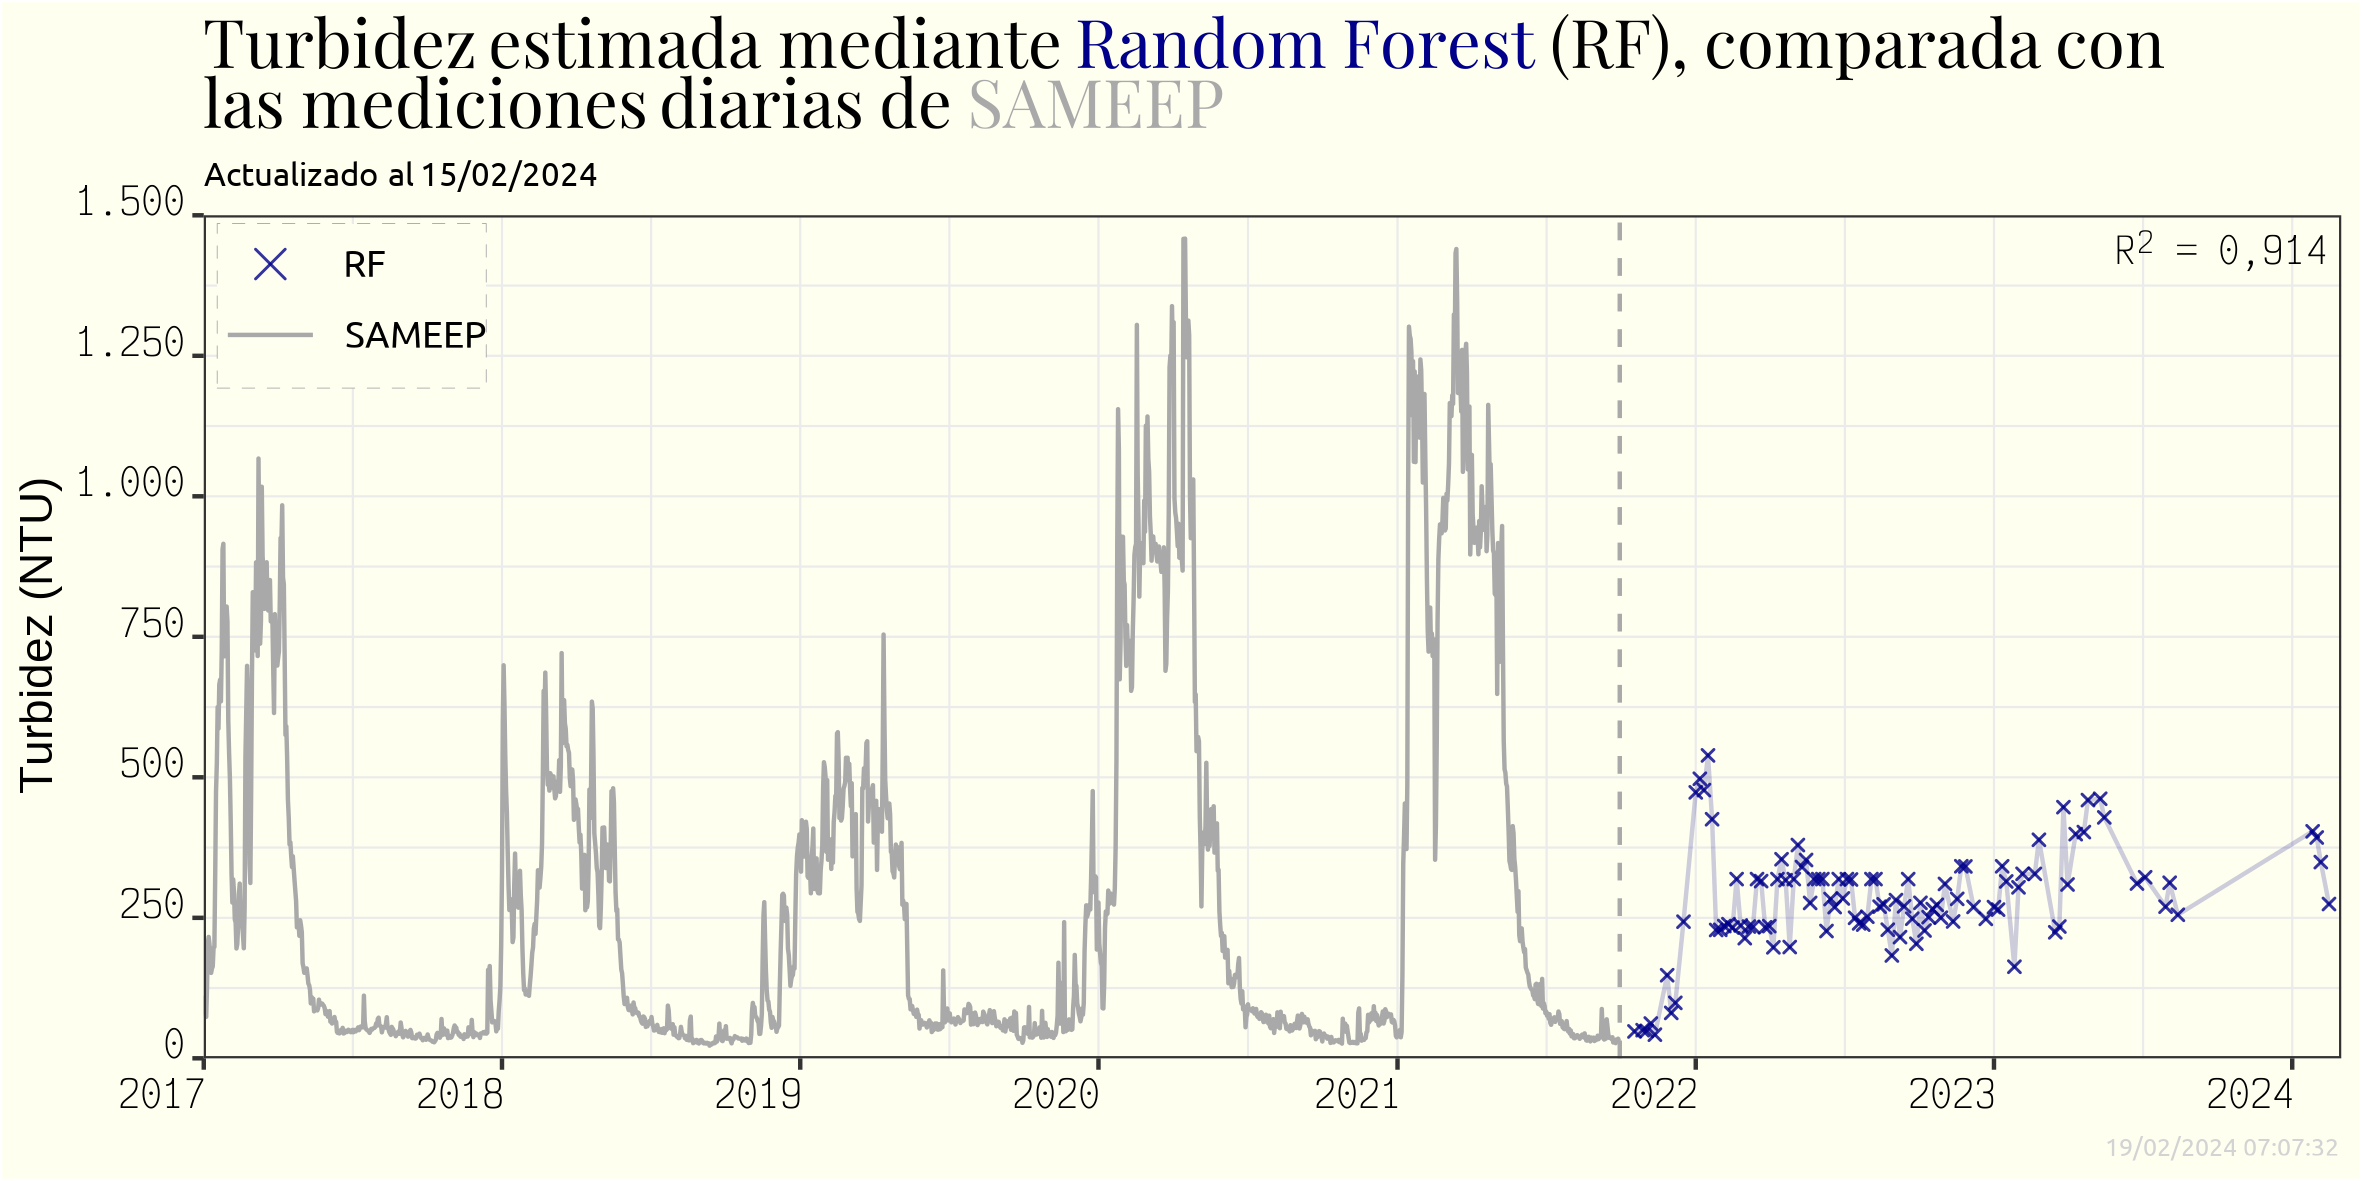 Turbidez estimada mediante Random Forest (RF), comparada con
las mediciones diarias de SAMEEP
Actualizado al 15/02/2024
Turbidez (NTU)
1.500
1.250
1.000
750
500
250
0
RF
SAMEEP
R² = 0,914
2017 2018 2019 2020 2021 2022 2023 2024
19/02/2024 07:07:32